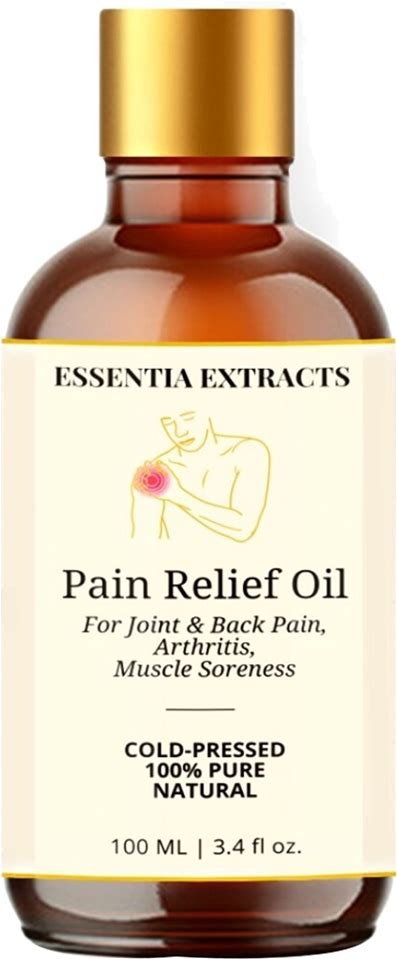 ESSENTIA EXTRACTS
Pain Relief Oil
For Joint & Back Pain,
Arthritis,
Muscle Soreness
COLD-PRESSED
100% PURE
NATURAL
100 ML | 3.4 fl oz.